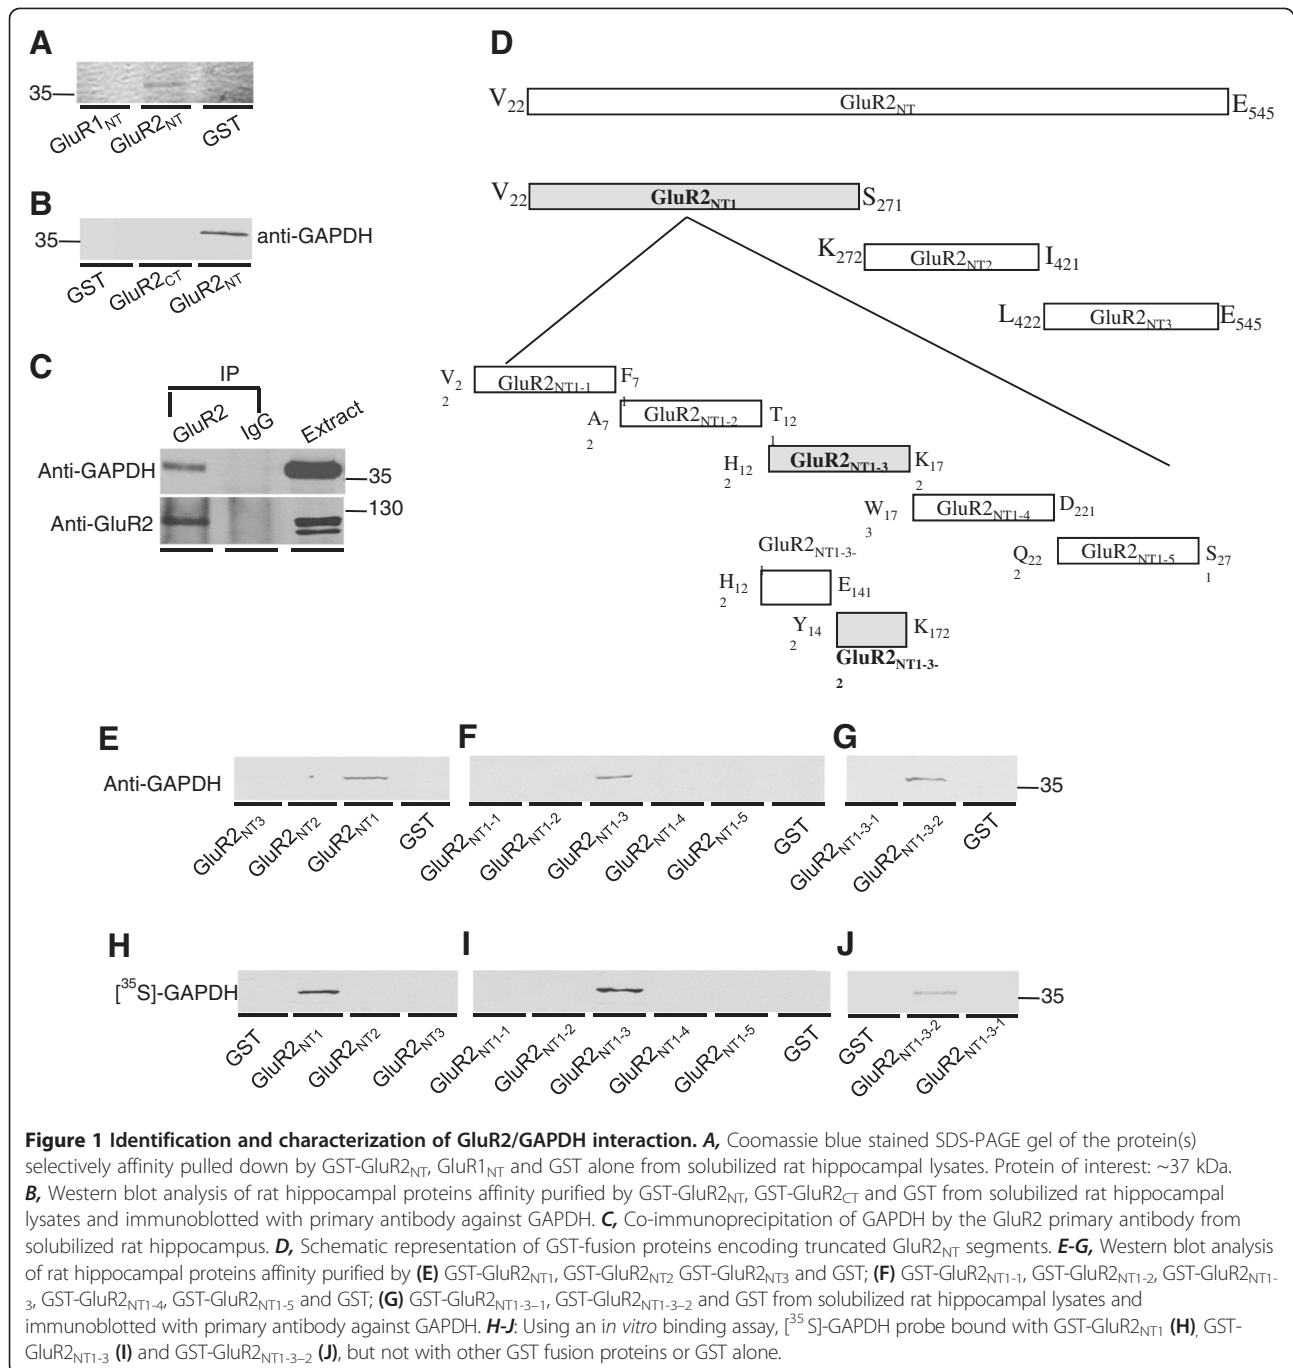 A
35
GluR1NT GluR2NT GST
B
35 anti-GAPDH
GST GluR2CT GluR2NT
C
IP
GluR2 IgG Extract
Anti-GAPDH 35
Anti-GluR2 130
D
V22 GluR2NT E545
V22 GluR2NT1 S271
K272 GluR2NT2 I421
L422 GluR2NT3 E545
V22 GluR2NT1-1 F71
A72 GluR2NT1-2 T121
H122 GluR2NT1-3 K172
W173 GluR2NT1-4 D221
Q222 GluR2NT1-5 S271
GluR2NT1-3-1
H122 E141
Y142 K172
GluR2NT1-3-2
E F G
Anti-GAPDH 35
GluR2NT3 GluR2NT2 GluR2NT1 GST GluR2NT1-1 GluR2NT1-2 GluR2NT1-3 GluR2NT1-4 GluR2NT1-5 GST GluR2NT1-3-1 GluR2NT1-3-2 GST
H I J
[35S]-GAPDH 35
GST GluR2NT1 GluR2NT2 GluR2NT3 GluR2NT1-1 GluR2NT1-2 GluR2NT1-3 GluR2NT1-4 GluR2NT1-5 GST GST GluR2NT1-3-2 GluR2NT1-3-1
Figure 1 Identification and characterization of GluR2/GAPDH interaction. A, Coomassie blue stained SDS-PAGE gel of the protein(s)
selectively affinity pulled down by GST-GluR2NT, GluR1NT and GST alone from solubilized rat hippocampal lysates. Protein of interest: ~37 kDa.
B, Western blot analysis of rat hippocampal proteins affinity purified by GST-GluR2NT, GST-GluR2CT and GST from solubilized rat hippocampal
lysates and immunoblotted with primary antibody against GAPDH. C, Co-immunoprecipitation of GAPDH by the GluR2 primary antibody from
solubilized rat hippocampus. D, Schematic representation of GST-fusion proteins encoding truncated GluR2NT segments. E-G, Western blot analysis
of rat hippocampal proteins affinity purified by (E) GST-GluR2NT1, GST-GluR2NT2 GST-GluR2NT3 and GST; (F) GST-GluR2NT1-1, GST-GluR2NT1-2, GST-GluR2NT1-
3, GST-GluR2NT1-4, GST-GluR2NT1-5 and GST; (G) GST-GluR2NT1-3–1, GST-GluR2NT1-3–2 and GST from solubilized rat hippocampal lysates and
immunoblotted with primary antibody against GAPDH. H-J: Using an in vitro binding assay, [35 S]-GAPDH probe bound with GST-GluR2NT1 (H), GST-
GluR2NT1-3 (I) and GST-GluR2NT1-3–2 (J), but not with other GST fusion proteins or GST alone.